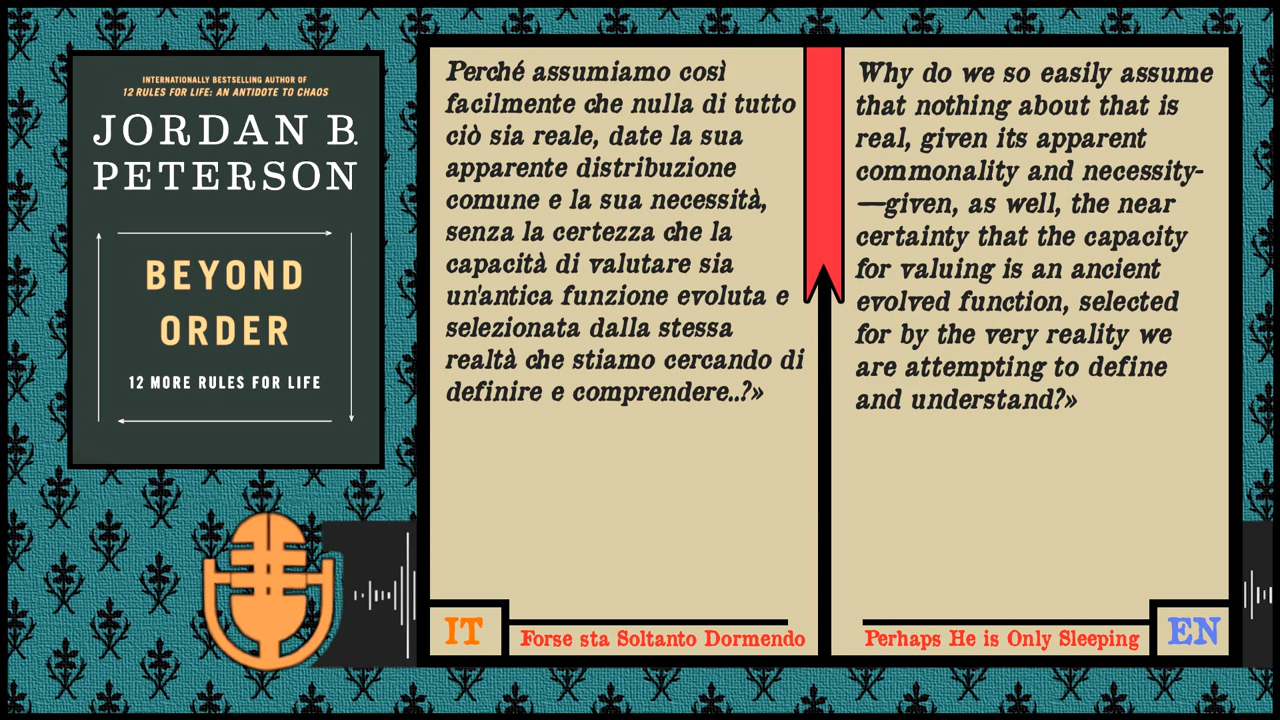 INTERNATIONALLY BESTSELLING AUTHOR OF
12 RULES FOR LIFE: AN ANTIDOTE TO CHAOS
JORDAN B.
PETERSON
BEYOND
ORDER
12 MORE RULES FOR LIFE
Perché assumiamo così
facilmente che nulla di tutto
ciò sia reale, date la sua
apparente distribuzione
comune e la sua necessità,
senza la certezza che la
capacità di valutare sia
un'antica funzione evoluta e
selezionata dalla stessa
realtà che stiamo cercando di
definire e comprendere..?»
IT
Forse sta Soltanto Dormendo
Why do we so easily assume
that nothing about that is
real, given its apparent
commonality and necessity-
—given, as well, the near
certainty that the capacity
for valuing is an ancient
evolved function, selected
for by the very reality we
are attempting to define
and understand?»
Perhaps He is Only Sleeping
EN